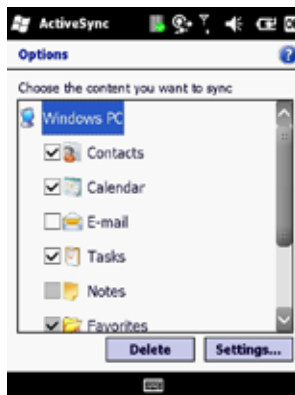 ActiveSync
Options
Choose the content you want to sync
Windows PC
Contacts
Calendar
E-mail
Tasks
Notes
Favorites
Delete Settings...